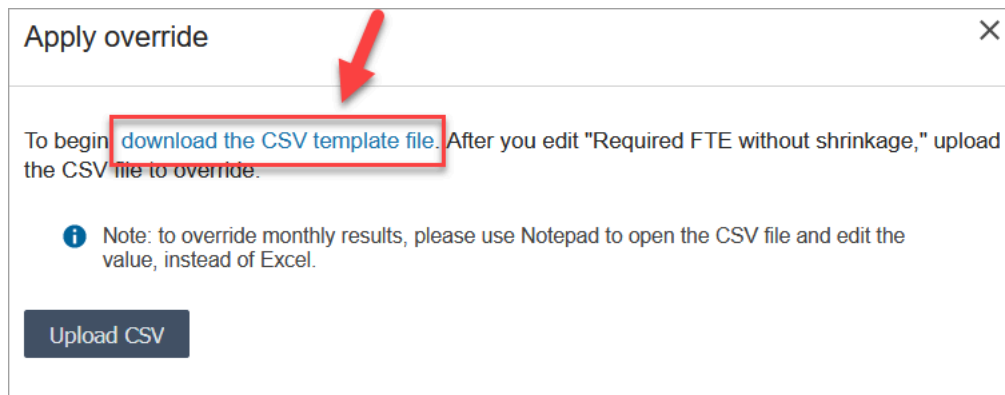 Apply override
To begin, download the CSV template file. After you edit "Required FTE without shrinkage," upload
the CSV file to override.
Note: to override monthly results, please use Notepad to open the CSV file and edit the
value, instead of Excel.
Upload CSV